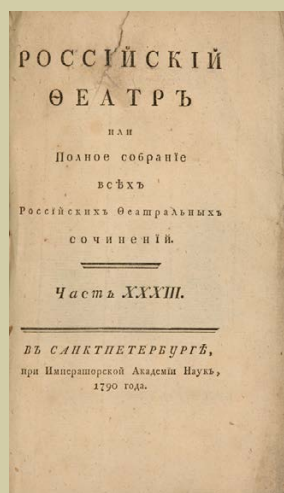 РОССІЙСКІЙ
ѲЕАТРЪ
или
Полное собраніе
всѣхъ
Россійскихъ Ѳеатральныхъ
сочиненій.
Часть XXXIII.
ВЪ САНКТПЕТЕРБУРГѢ,
при Императорской Академіи Наукъ,
1790 года.